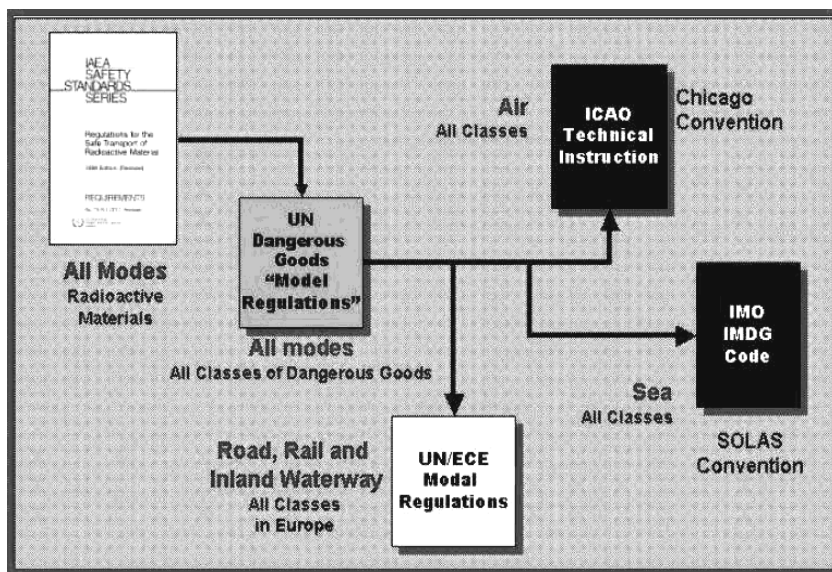 IAEA
SAFETY
STANDARDS
SERIES
Regulations for the
Safe Transport of
Radioactive Material
REQUIREMENTS
All Modes
Radioactive
Materials
UN
Dangerous
Goods
“Model
Regulations”
All modes
All Classes of Dangerous Goods
Air
All Classes
ICAO
Technical
Instruction
Chicago
Convention
IMO
IMDG
Code
Sea
All Classes
SOLAS
Convention
Road, Rail and
Inland Waterway
All Classes
in Europe
UN/ECE
Modal
Regulations